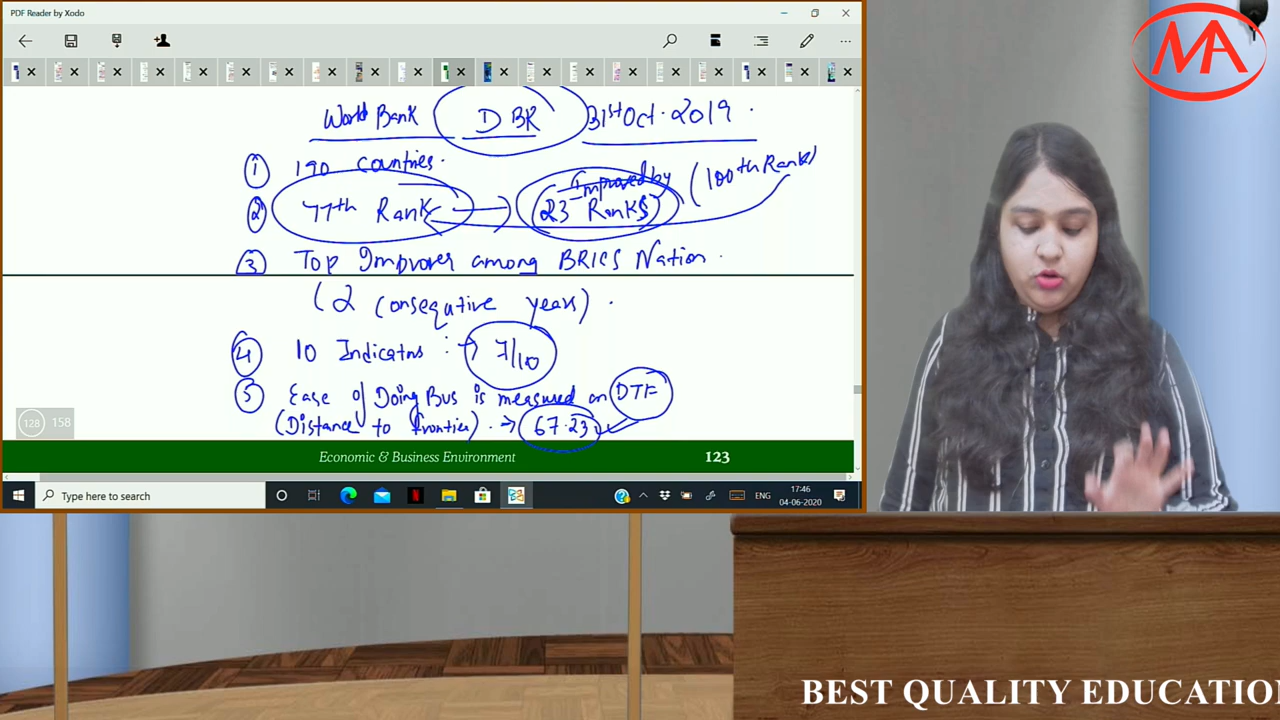 PDF Reader by Xodo
MA
World Bank DBR 31st Oct. 2019.
① 190 Countries.
② 77th Rank Improved by (100th Rank)
(23 Ranks)
③ Top Improver among BRICS Nation.
(2 Consequtive years).
④ 10 Indicators : → 7/10
⑤ Ease of Doing Bus is measured on DTF
(Distance to frontier). → 67.23
128 158
Economic & Business Environment 123
Type here to search
ENG
17:46
04-06-2020
BEST QUALITY EDUCATION